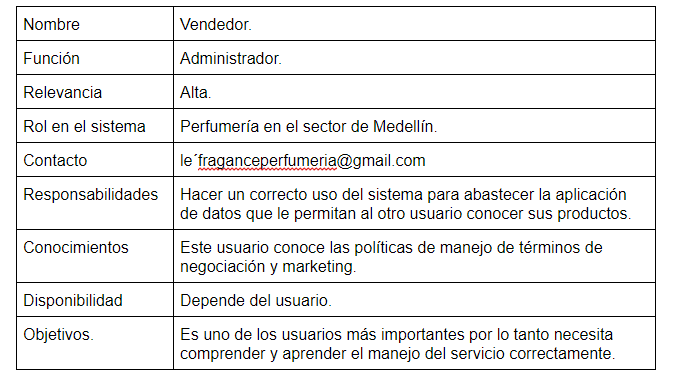 Nombre Vendedor.
Función Administrador.
Relevancia Alta.
Rol en el sistema Perfumería en el sector de Medellín.
Contacto le´fraganceperfumeria@gmail.com
Responsabilidades Hacer un correcto uso del sistema para abastecer la aplicación
de datos que le permitan al otro usuario conocer sus productos.
Conocimientos Este usuario conoce las políticas de manejo de términos de
negociación y marketing.
Disponibilidad Depende del usuario.
Objetivos. Es uno de los usuarios más importantes por lo tanto necesita
comprender y aprender el manejo del servicio correctamente.